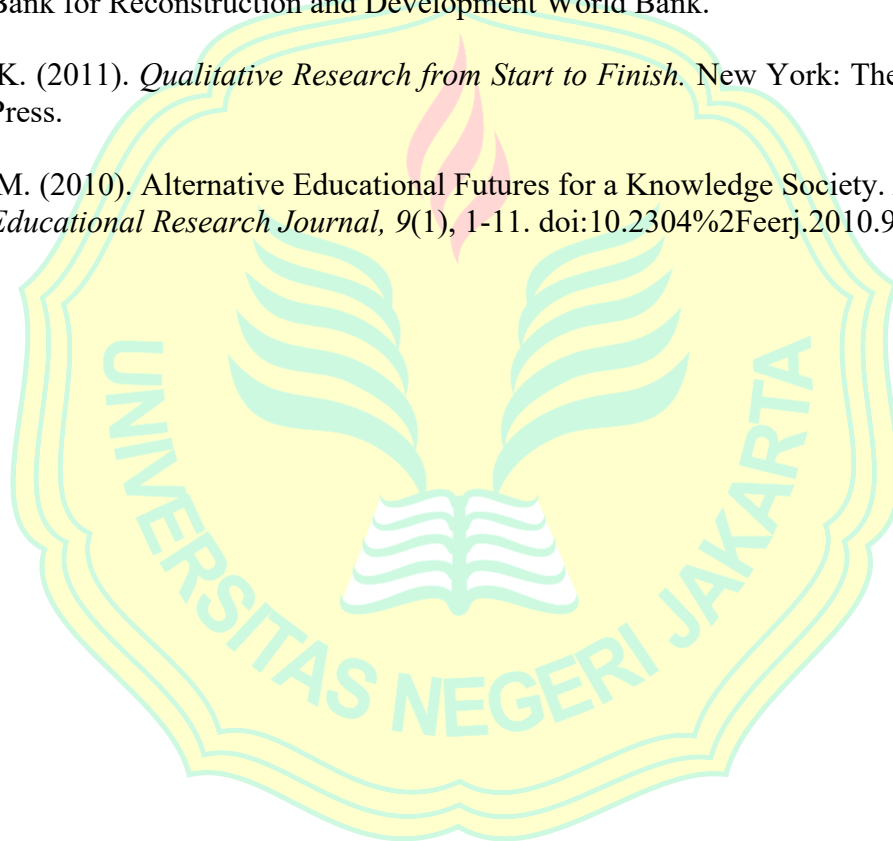 Bank for Reconstruction and Development World Bank.
K. (2011). Qualitative Research from Start to Finish. New York: The
Press.
M. (2010). Alternative Educational Futures for a Knowledge Society.
Educational Research Journal, 9(1), 1-11. doi:10.2304%2Feerj.2010.9
UNIVERSITAS NEGERI JAKARTA